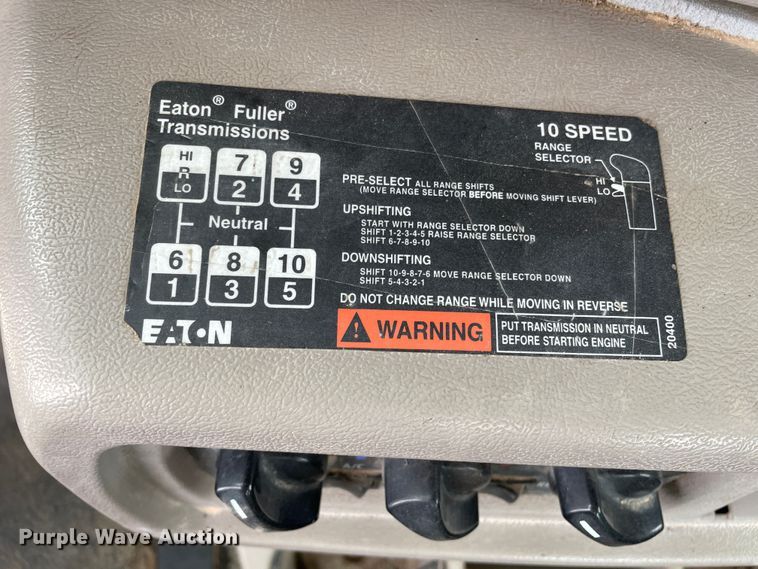 Eaton® Fuller®
Transmissions
10 SPEED
RANGE
SELECTOR
HI
LO
HI
R
LO
7
2
9
4
Neutral
6
1
8
3
10
5
PRE-SELECT ALL RANGE SHIFTS
(MOVE RANGE SELECTOR BEFORE MOVING SHIFT LEVER)
UPSHIFTING
START WITH RANGE SELECTOR DOWN
SHIFT 1-2-3-4-5 RAISE RANGE SELECTOR
SHIFT 6-7-8-9-10
DOWNSHIFTING
SHIFT 10-9-8-7-6 MOVE RANGE SELECTOR DOWN
SHIFT 5-4-3-2-1
DO NOT CHANGE RANGE WHILE MOVING IN REVERSE
EATON
WARNING
PUT TRANSMISSION IN NEUTRAL
BEFORE STARTING ENGINE
20400
A/C
Purple Wave Auction